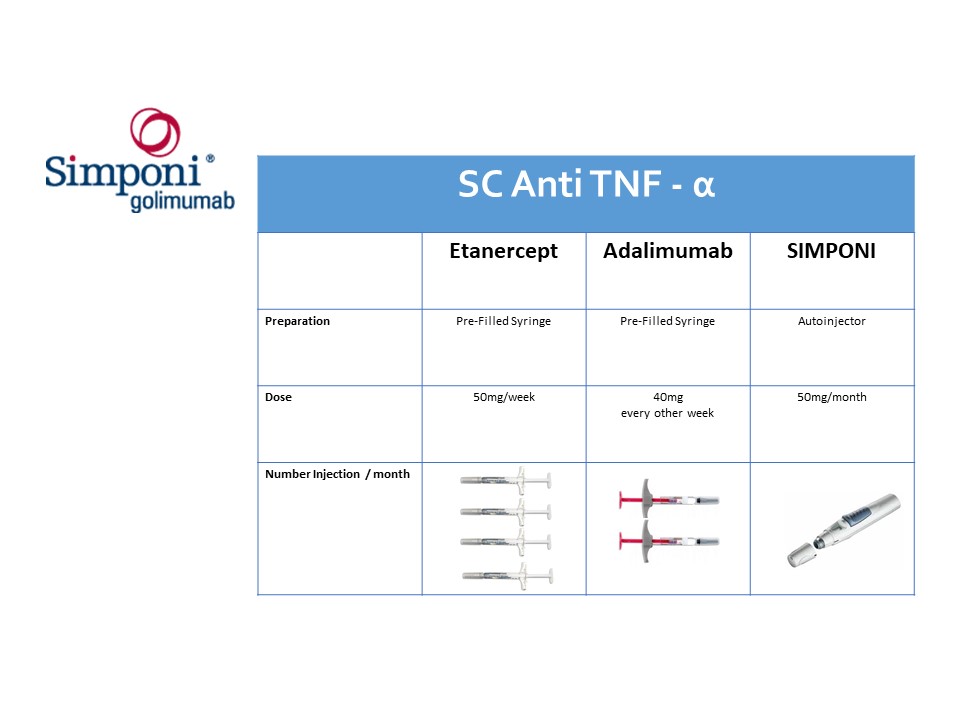 Simponi®
golimumab
SC Anti TNF - α
Etanercept Adalimumab SIMPONI
Preparation Pre-Filled Syringe Pre-Filled Syringe Autoinjector
Dose 50mg/week 40mg 50mg/month
every other week
Number Injection / month